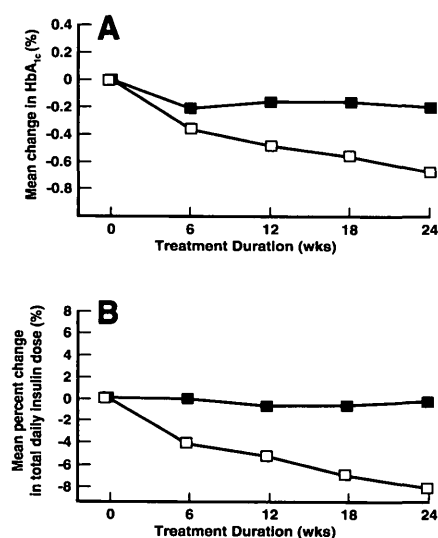 A
Mean change in HbA1c (%)
0.4
0.2
0
-0.2
-0.4
-0.6
-0.8
0 6 12 18 24
Treatment Duration (wks)
B
Mean percent change
in total daily insulin dose (%)
8
6
4
2
0
-2
-4
-6
-8
0 6 12 18 24
Treatment Duration (wks)